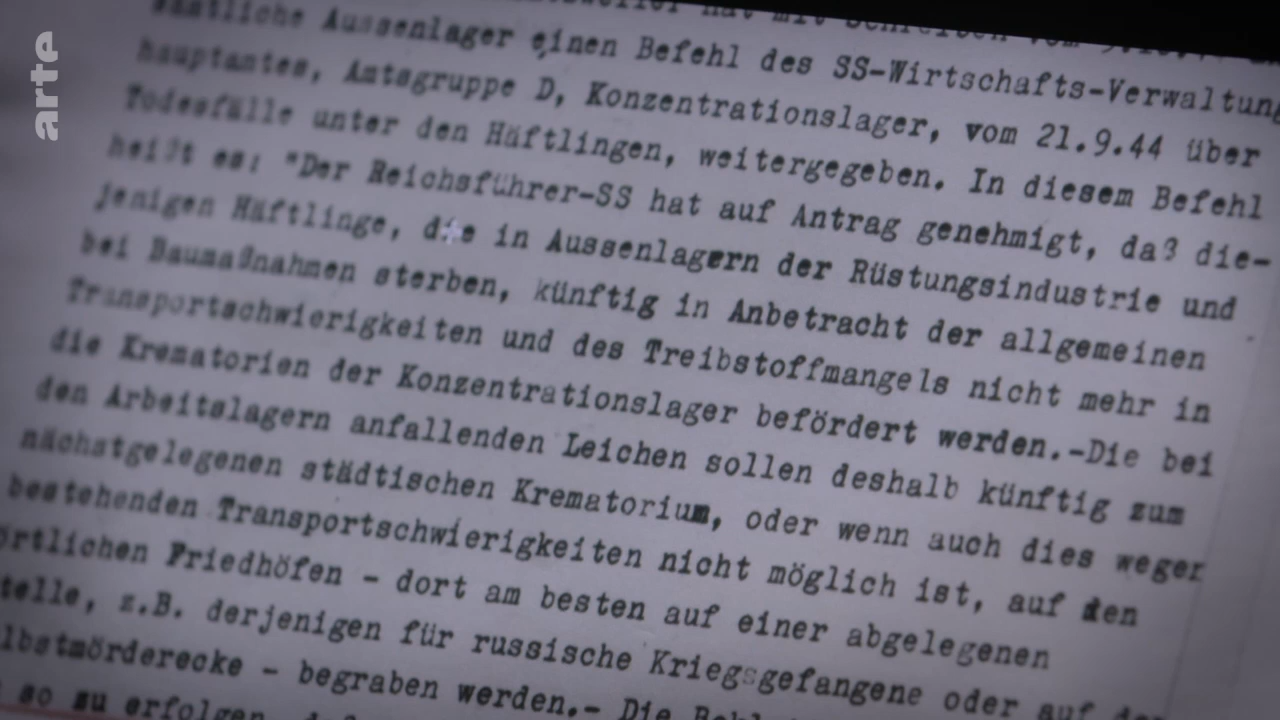 arte
sämtliche Aussenlager einen Befehl des SS-Wirtschafts-Verwaltung
hauptamtes, Amtsgruppe D, Konzentrationslager, vom 21.9.44 über
Todesfälle unter den Häftlingen, weitergegeben. In diesem Befehl
heißt es: "Der Reichsführer-SS hat auf Antrag genehmigt, daß die-
jenigen Häftlinge, die in Aussenlagern der Rüstungsindustrie und
bei Baumaßnahmen sterben, künftig in Anbetracht der allgemeinen
Transportschwierigkeiten und des Treibstoffmangels nicht mehr in
die Krematorien der Konzentrationslager befördert werden.-Die bei
den Arbeitslagern anfallenden Leichen sollen deshalb künftig zum
nächstgelegenen städtischen Krematorium, oder wenn auch dies wegen
bestehenden Transportschwierigkeiten nicht möglich ist, auf den
örtlichen Friedhöfen - dort am besten auf einer abgelegenen
telle, z.B. derjenigen für russische Kriegsgefangene oder auf der
lbstmörderecke - begraben werden.- Die
so zu erfolgen,